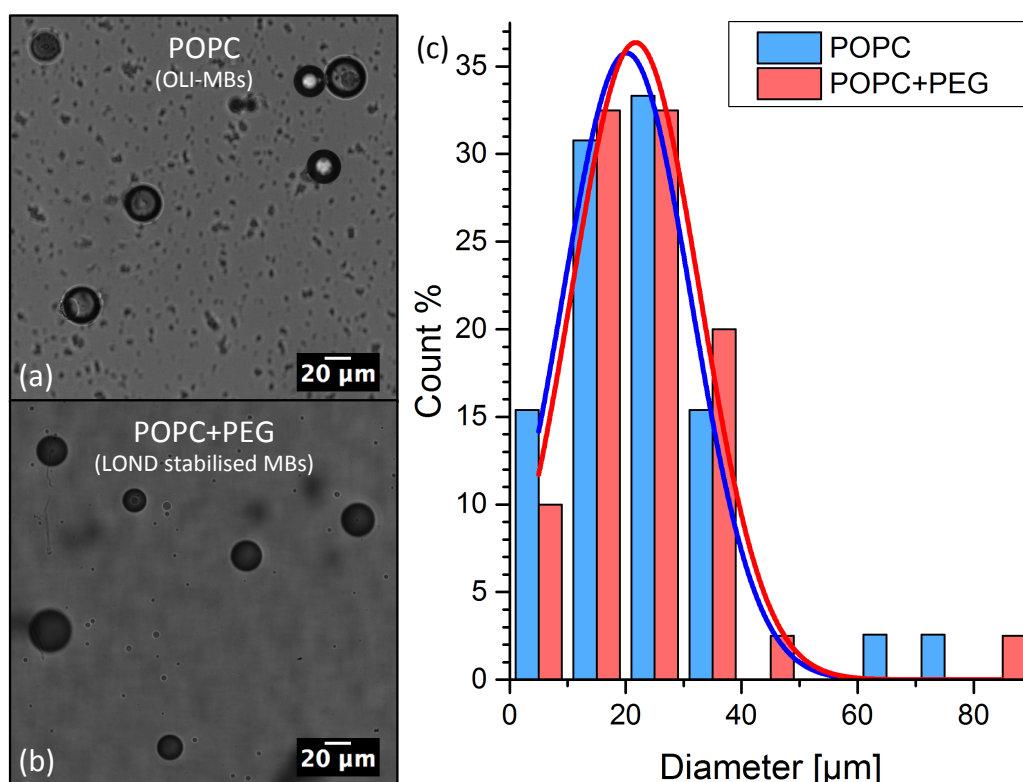 POPC
(OLI-MBs)
20 μm
(a)
POPC+PEG
(LOND stabilised MBs)
20 μm
(b)
(c)
POPC
POPC+PEG
Count %
35
30
25
20
15
10
5
0
0 20 40 60 80
Diameter [μm]